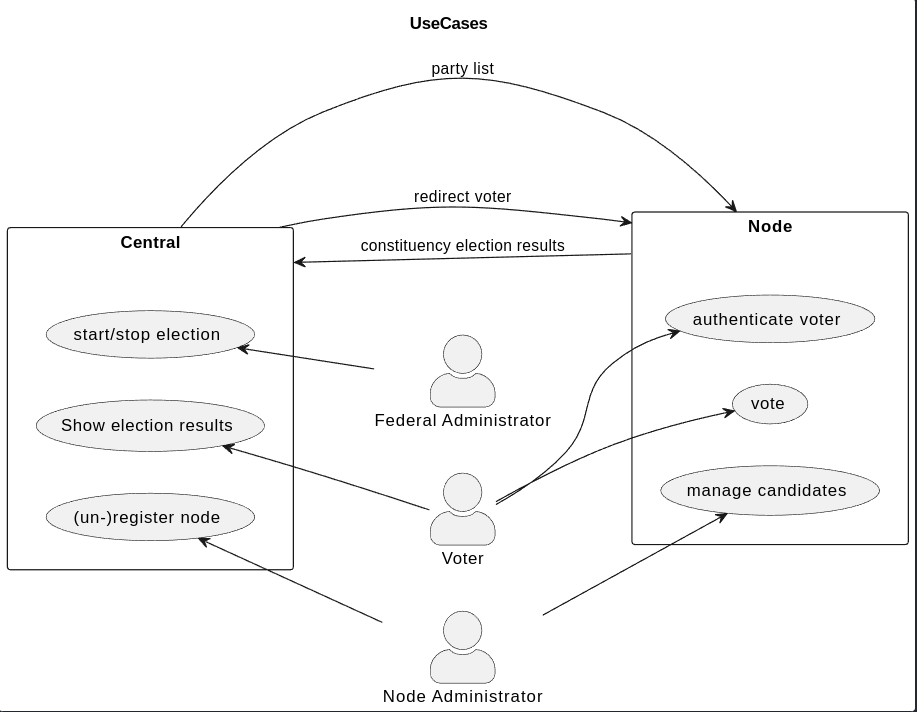 UseCases
party list
redirect voter
Central
Node
constituency election results
start/stop election
authenticate voter
vote
Federal Administrator
Show election results
manage candidates
(un-)register node
Voter
Node Administrator